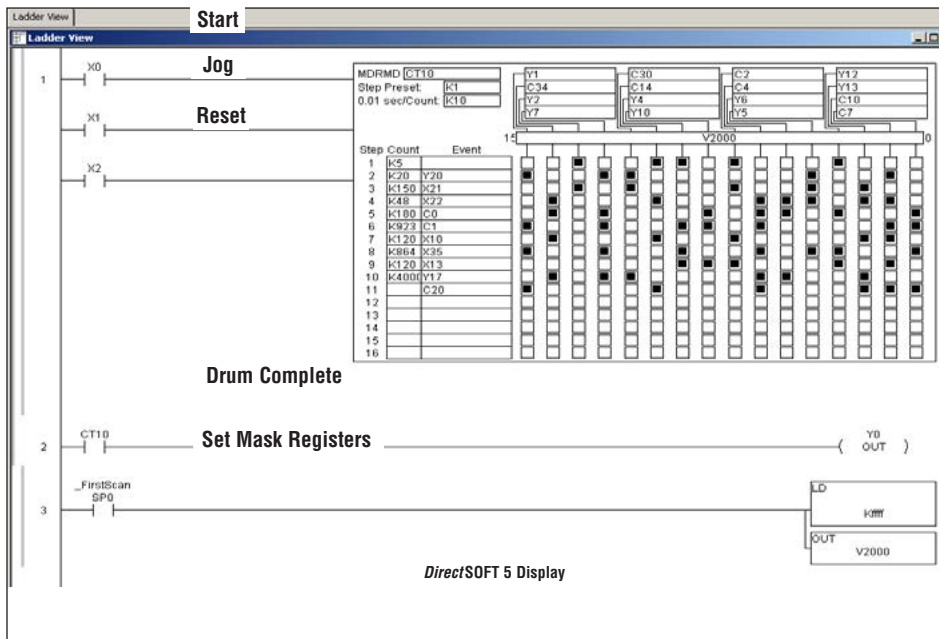 Ladder View
Start
Ladder View
1
X0
Jog
X1
Reset
X2
MDRMD CT10
Step Preset: K1
0.01 sec/Count: K10
Y1 C30 C2 Y12
C34 C14 C4 Y13
Y2 Y4 Y6 C10
Y7 Y10 Y5 C7
15 V2000 0
Step Count Event
1 K5
2 K20 Y20
3 K150 X21
4 K48 X22
5 K180 C0
6 K923 C1
7 K120 X10
8 K864 X35
9 K120 X13
10 K4000 Y17
11 C20
12
13
14
15
16
Drum Complete
2
CT10
Set Mask Registers
Y0
( OUT )
_FirstScan
SP0
3
LD
Kffff
OUT
V2000
DirectSOFT 5 Display